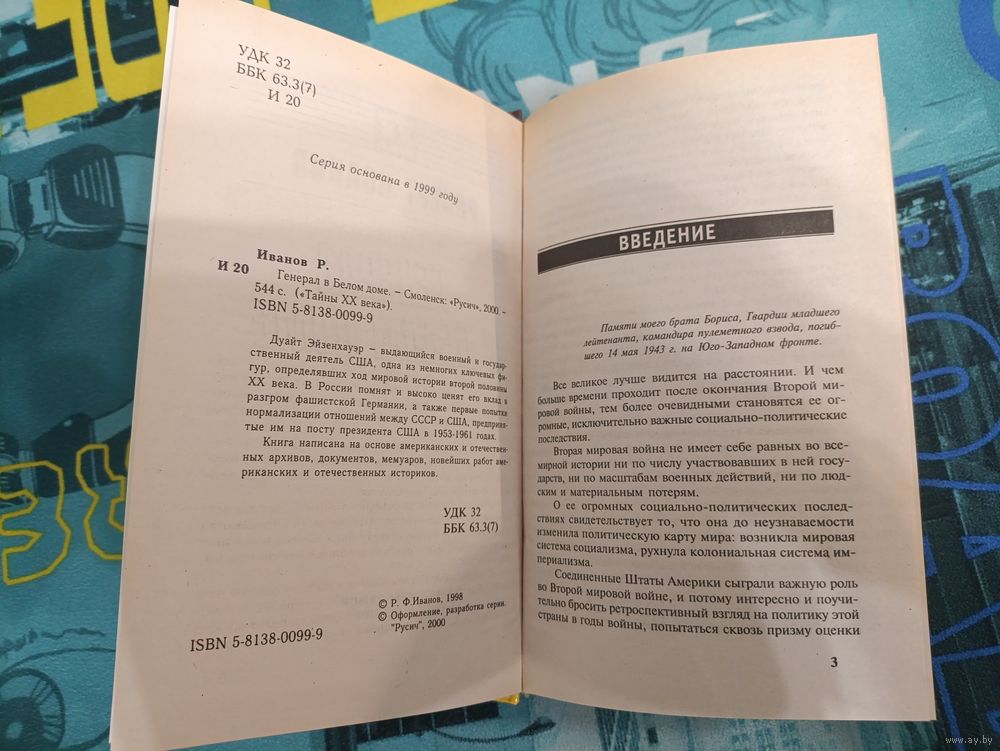 УДК 32
ББК 63.3(7)
И 20
Серия основана в 1999 году
Иванов Р.
И 20
Генерал в Белом доме. – Смоленск: «Русич», 2000. –
544 с. («Тайны XX века»).
ISBN 5-8138-0099-9
Дуайт Эйзенхауэр – выдающийся военный и государ-
ственный деятель США, одна из немногих ключевых фи-
гур, определявших ход мировой истории второй половины
XX века. В России помнят и высоко ценят его вклад в
разгром фашистской Германии, а также первые попытки
нормализации отношений между СССР и США, предприня-
тые им на посту президента США в 1953-1961 годах.
Книга написана на основе американских и отечествен-
ных архивов, документов, мемуаров, новейших работ аме-
риканских и отечественных историков.
УДК 32
ББК 63.3(7)
© Р. Ф.Иванов, 1998
© Оформление, разработка серии.
"Русич", 2000
ISBN 5-8138-0099-9
ВВЕДЕНИЕ
Памяти моего брата Бориса, Гвардии младшего
лейтенанта, командира пулеметного взвода, погиб-
шего 14 мая 1943 г. на Юго-Западном фронте.
Все великое лучше видится на расстоянии. И чем
больше времени проходит после окончания Второй ми-
ровой войны, тем более очевидными становятся ее ог-
ромные, исключительно важные социально-политические
последствия.
Вторая мировая война не имеет себе равных во все-
мирной истории ни по числу участвовавших в ней госу-
дарств, ни по масштабам военных действий, ни по люд-
ским и материальным потерям.
О ее огромных социально-политических послед-
ствиях свидетельствует то, что она до неузнаваемости
изменила политическую карту мира: возникла мировая
система социализма, рухнула колониальная система им-
периализма.
Соединенные Штаты Америки сыграли важную роль
во Второй мировой войне, и потому интересно и поучи-
тельно бросить ретроспективный взгляд на политику этой
страны в годы войны, попытаться сквозь призму оценки
3
www.ay.by